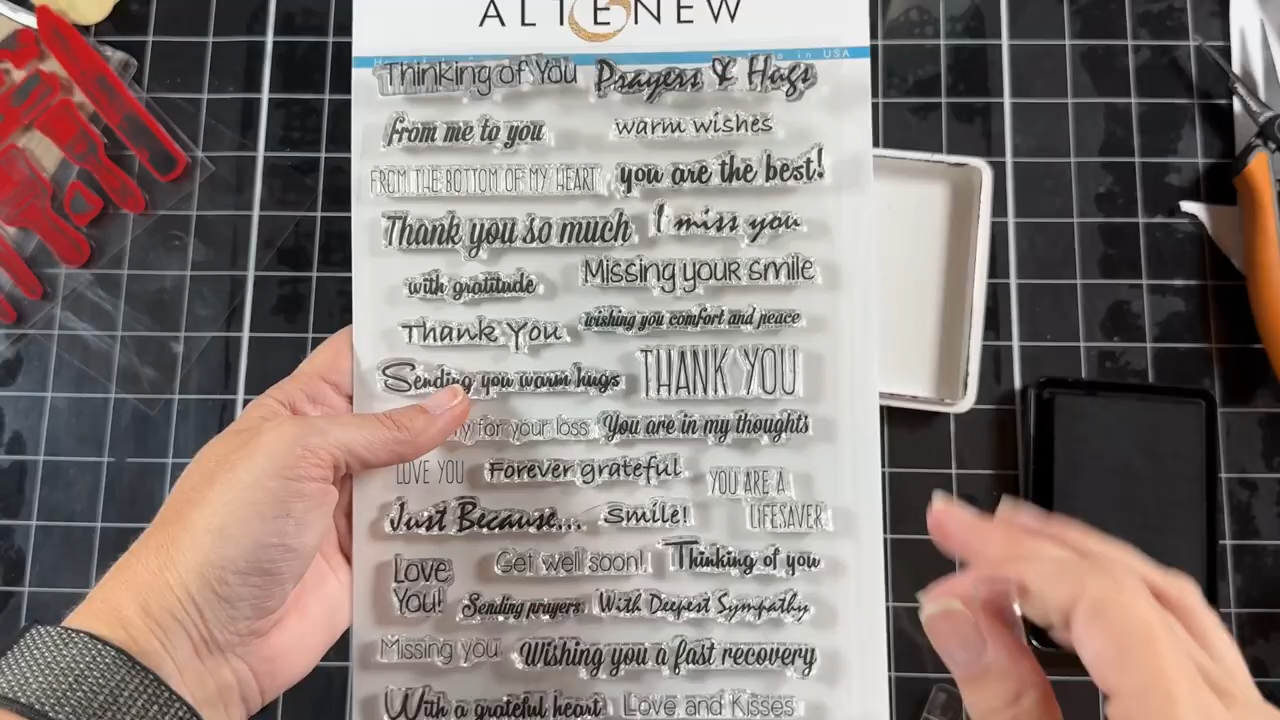 ALTENEW
in USA
Thinking of You Prayers & Hugs
from me to you warm wishes
FROM THE BOTTOM OF MY HEART you are the best!
Thank you so much I miss you
with gratitude Missing your smile
Thank You wishing you comfort and peace
Sending you warm hugs THANK YOU
for your loss You are in my thoughts
LOVE YOU Forever grateful YOU ARE A
LIFESAVER
Just Because... Smile!
Get well soon! Thinking of you
Love
You!
Sending prayers With Deepest Sympathy
Missing you Wishing you a fast recovery
With a grateful heart Love and Kisses